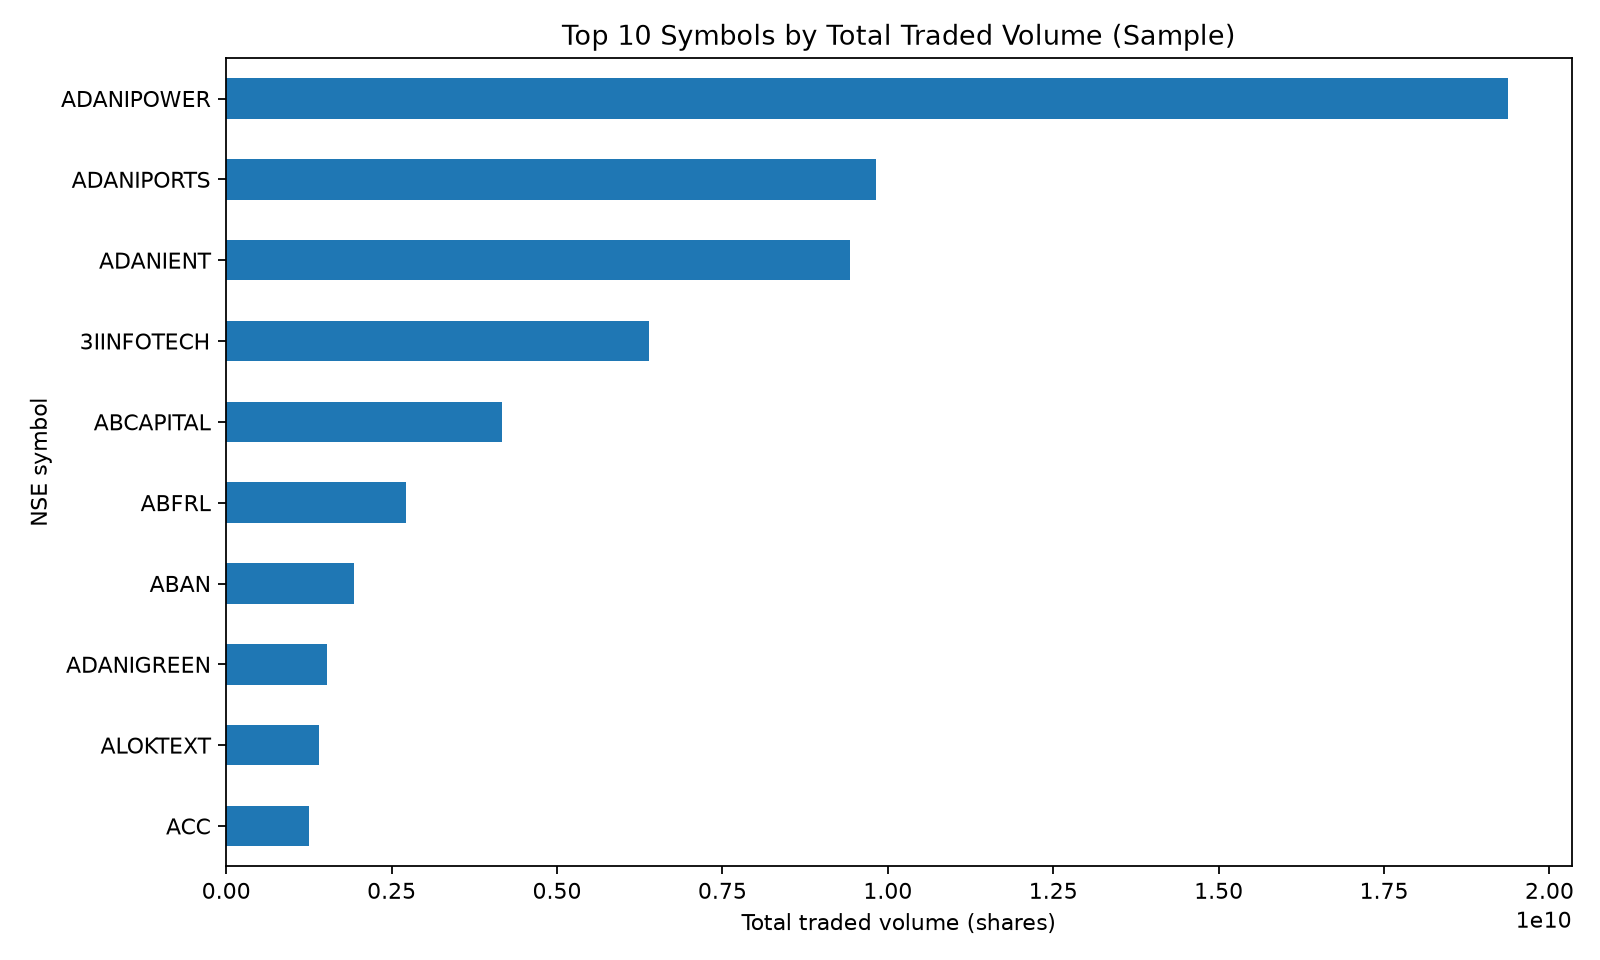 Top 10 Symbols by Total Traded Volume (Sample)
NSE symbol
ADANIPOWER
ADANIPORTS
ADANIENT
3IINFOTECH
ABCAPITAL
ABFRL
ABAN
ADANIGREEN
ALOKTEXT
ACC
0.00 0.25 0.50 0.75 1.00 1.25 1.50 1.75 2.00
1e10
Total traded volume (shares)